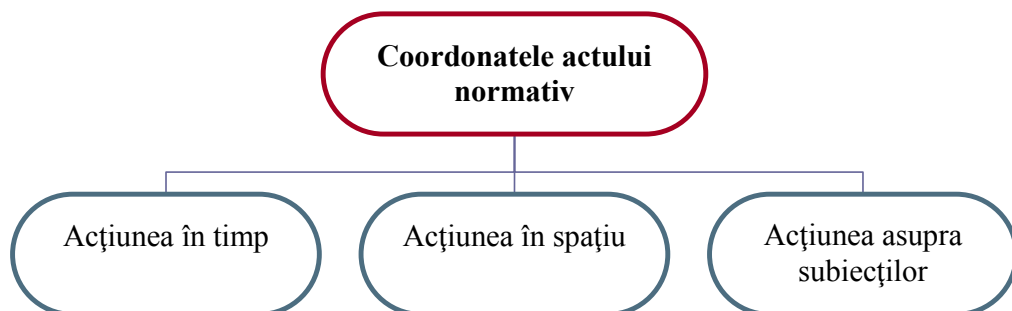 Coordonatele actului
normativ
Acţiunea în timp
Acţiunea în spaţiu
Acţiunea asupra
subiecţilor